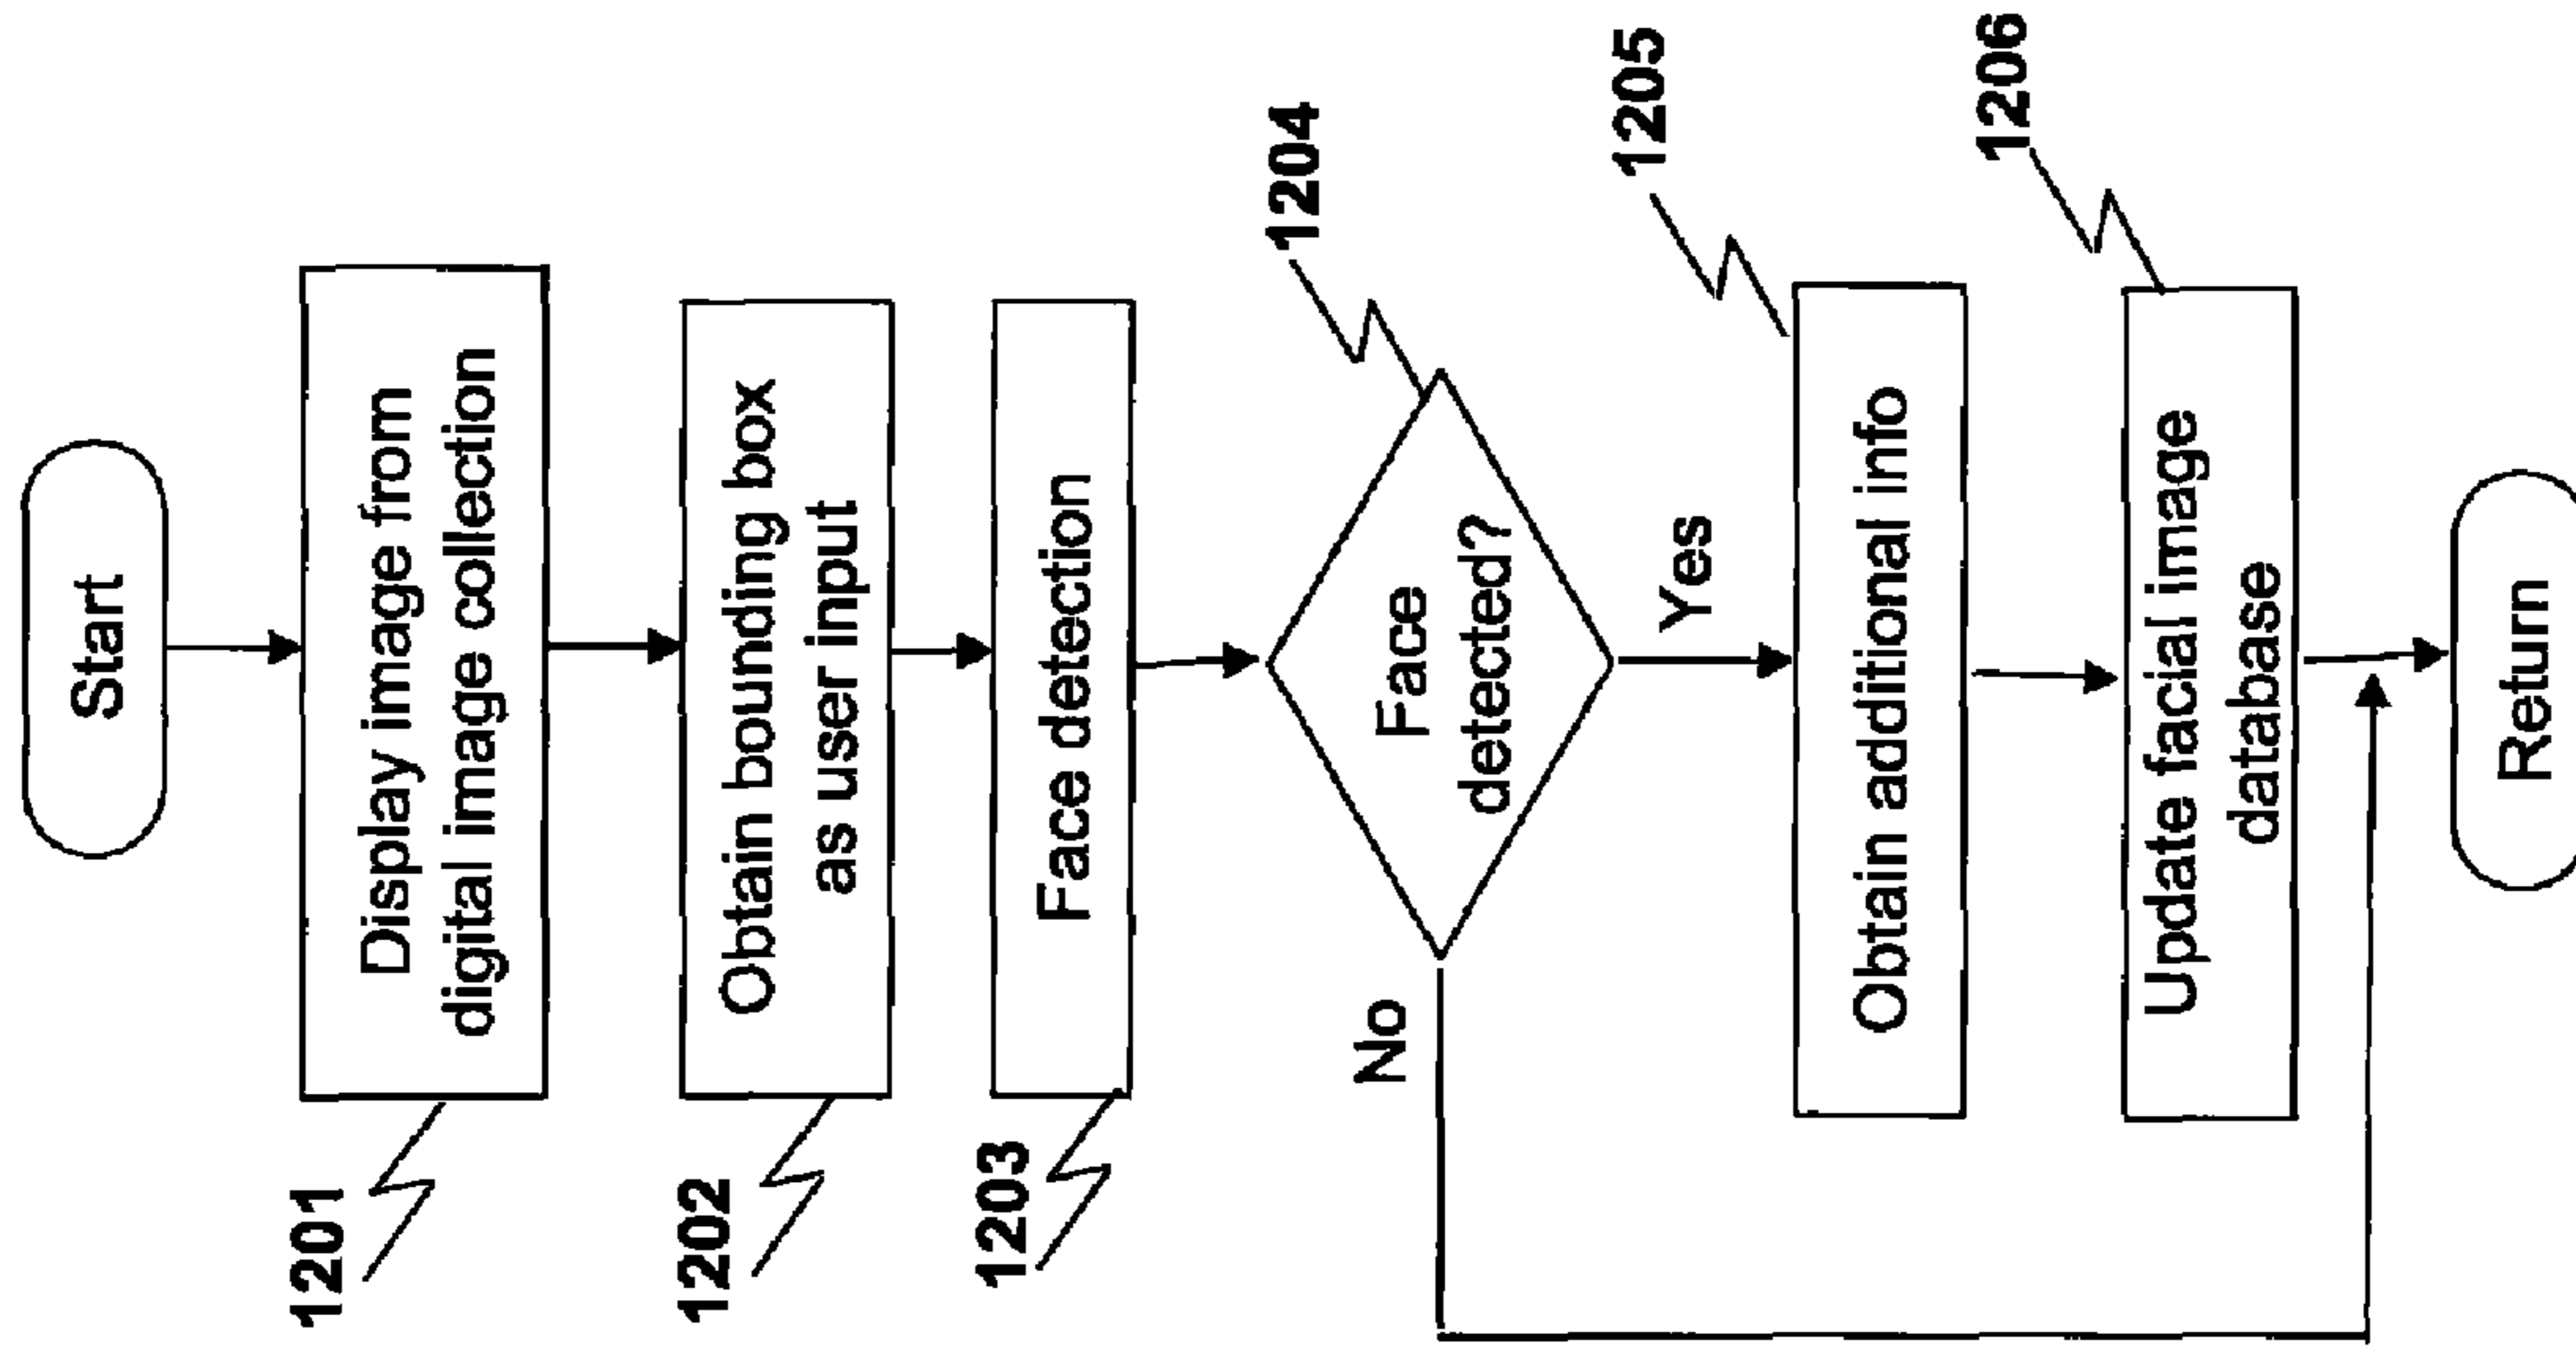 Start
1201
Display image from
digital image collection
1202
Obtain bounding box
as user input
1203
Face detection
1204
Face
detected?
No
Yes
1205
Obtain additional info
1206
Update facial image
database
Return